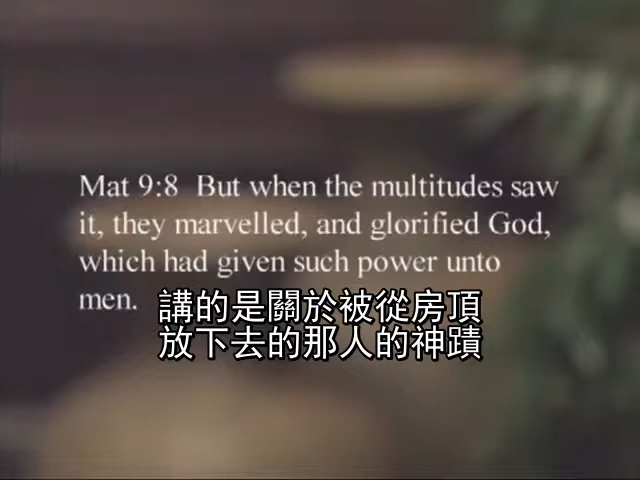 Mat 9:8 But when the multitudes saw
it, they marvelled, and glorified God,
which had given such power unto
men.
講的是關於被從房頂
放下去的那人的神蹟